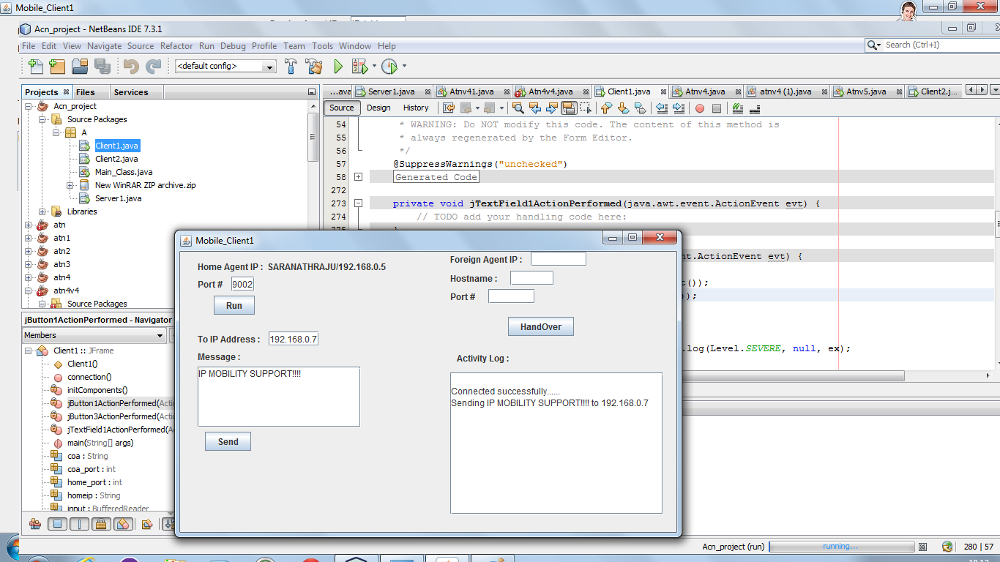 Mobile_Client1
Acn_project - NetBeans IDE 7.3.1
File Edit View Navigate Source Refactor Run Debug Profile Team Tools Window Help
Search (Ctrl+I)
<default config>
Projects Files Services
...ava Server1.java Atnv41.java Atn4v4.java Client1.java Atnv4.java atnv4 (1).java Atnv5.java Client2.j...
Source Design History
Acn_project
Source Packages
A
Client1.java
Client2.java
Main_Class.java
New WinRAR ZIP archive.zip
Server1.java
Libraries
atn
atn1
atn2
atn3
atn4
atn4v4
Source Packages
54 * WARNING: Do NOT modify this code. The content of this method is
55 * always regenerated by the Form Editor.
56 */
57 @SuppressWarnings("unchecked")
58 Generated Code
272
273 private void jTextField1ActionPerformed(java.awt.event.ActionEvent evt) {
274 // TODO add your handling code here:
275 }
nt.ActionEvent evt) {
t());
);
.log(Level.SEVERE, null, ex);
jButton1ActionPerformed - Navigator
Members
Client1 :: JFrame
Client1()
connection()
initComponents()
jButton1ActionPerformed(Actio
jButton3ActionPerformed(Actio
jTextField1ActionPerformed(A
main(String[] args)
coa : String
coa_port : int
home_port : int
homeip : String
input : BufferedReader
Mobile_Client1
Home Agent IP : SARANATHRAJU/192.168.0.5
Port # 9002
Run
To IP Address : 192.168.0.7
Message :
IP MOBILITY SUPPORT!!!!
Send
Foreign Agent IP :
Hostname :
Port #
HandOver
Activity Log :
Connected successfully......
Sending IP MOBILITY SUPPORT!!!! to 192.168.0.7
Acn_project (run) running... 280 | 57